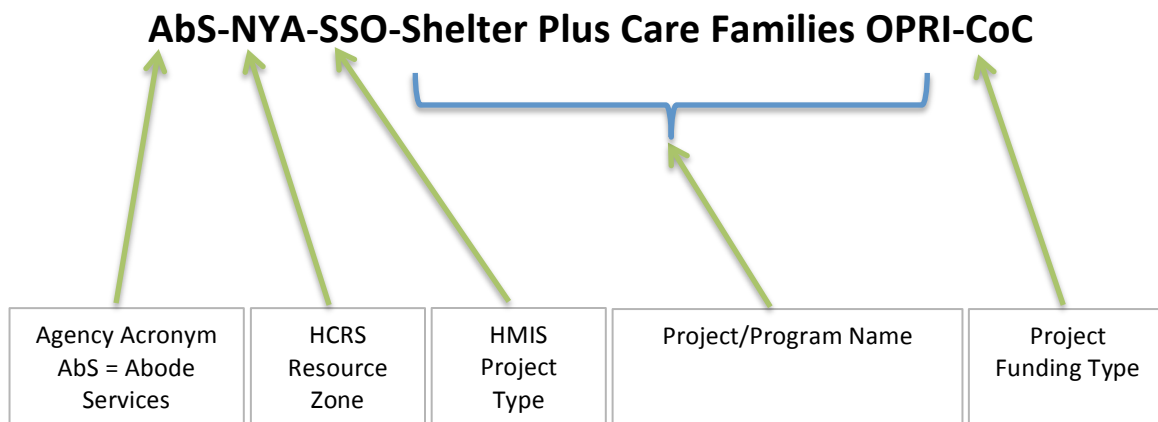 AbS-NYA-SSO-Shelter Plus Care Families OPRI-CoC
Agency Acronym
AbS = Abode
Services
HCRS
Resource
Zone
HMIS
Project
Type
Project/Program Name
Project
Funding Type